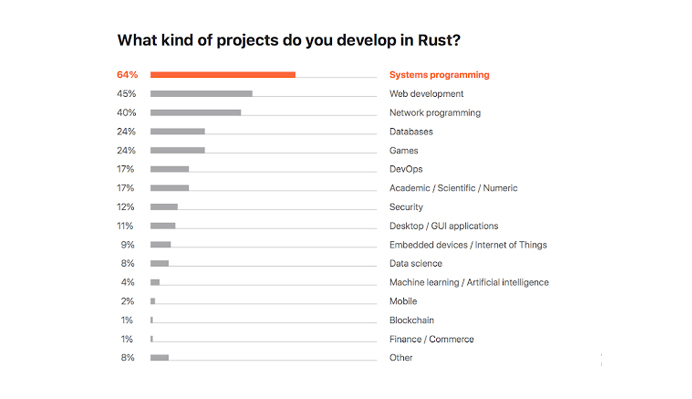 What kind of projects do you develop in Rust?
64% Systems programming
45% Web development
40% Network programming
24% Databases
24% Games
17% DevOps
17% Academic / Scientific / Numeric
12% Security
11% Desktop / GUI applications
9% Embedded devices / Internet of Things
8% Data science
4% Machine learning / Artificial intelligence
2% Mobile
1% Blockchain
1% Finance / Commerce
8% Other